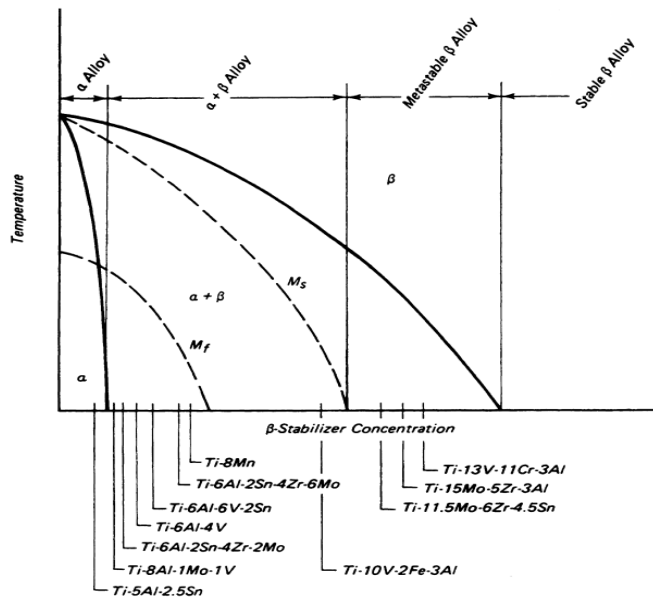 α Alloy
α + β Alloy
Metastable β Alloy
Stable β Alloy
Temperature
β
Ms
α + β
Mf
α
β-Stabilizer Concentration
Ti-8Mn
Ti-13V-11Cr-3Al
Ti-6Al-2Sn-4Zr-6Mo
Ti-15Mo-5Zr-3Al
Ti-6Al-6V-2Sn
Ti-11.5Mo-6Zr-4.5Sn
Ti-6Al-4V
Ti-6Al-2Sn-4Zr-2Mo
Ti-8Al-1Mo-1V
Ti-10V-2Fe-3Al
Ti-5Al-2.5Sn